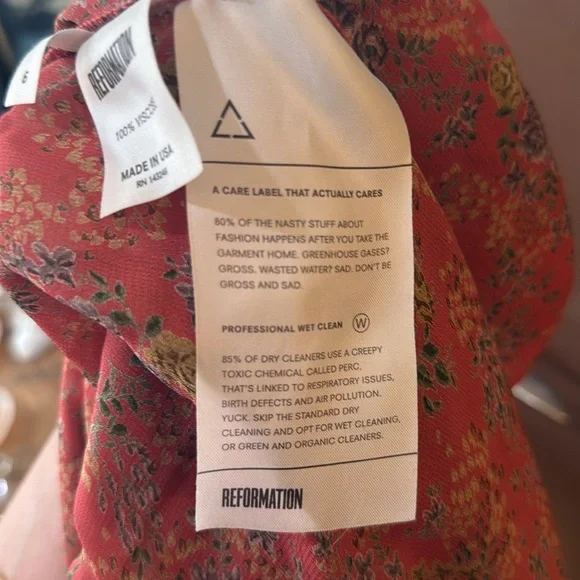 6
REFORMATION
100% VISCOSE
MADE IN USA
RN 143246
A CARE LABEL THAT ACTUALLY CARES
80% OF THE NASTY STUFF ABOUT
FASHION HAPPENS AFTER YOU TAKE THE
GARMENT HOME. GREENHOUSE GASES?
GROSS. WASTED WATER? SAD. DON'T BE
GROSS AND SAD.
PROFESSIONAL WET CLEAN W
85% OF DRY CLEANERS USE A CREEPY
TOXIC CHEMICAL CALLED PERC,
THAT'S LINKED TO RESPIRATORY ISSUES,
BIRTH DEFECTS AND AIR POLLUTION.
YUCK. SKIP THE STANDARD DRY
CLEANING AND OPT FOR WET CLEANING,
OR GREEN AND ORGANIC CLEANERS.
REFORMATION